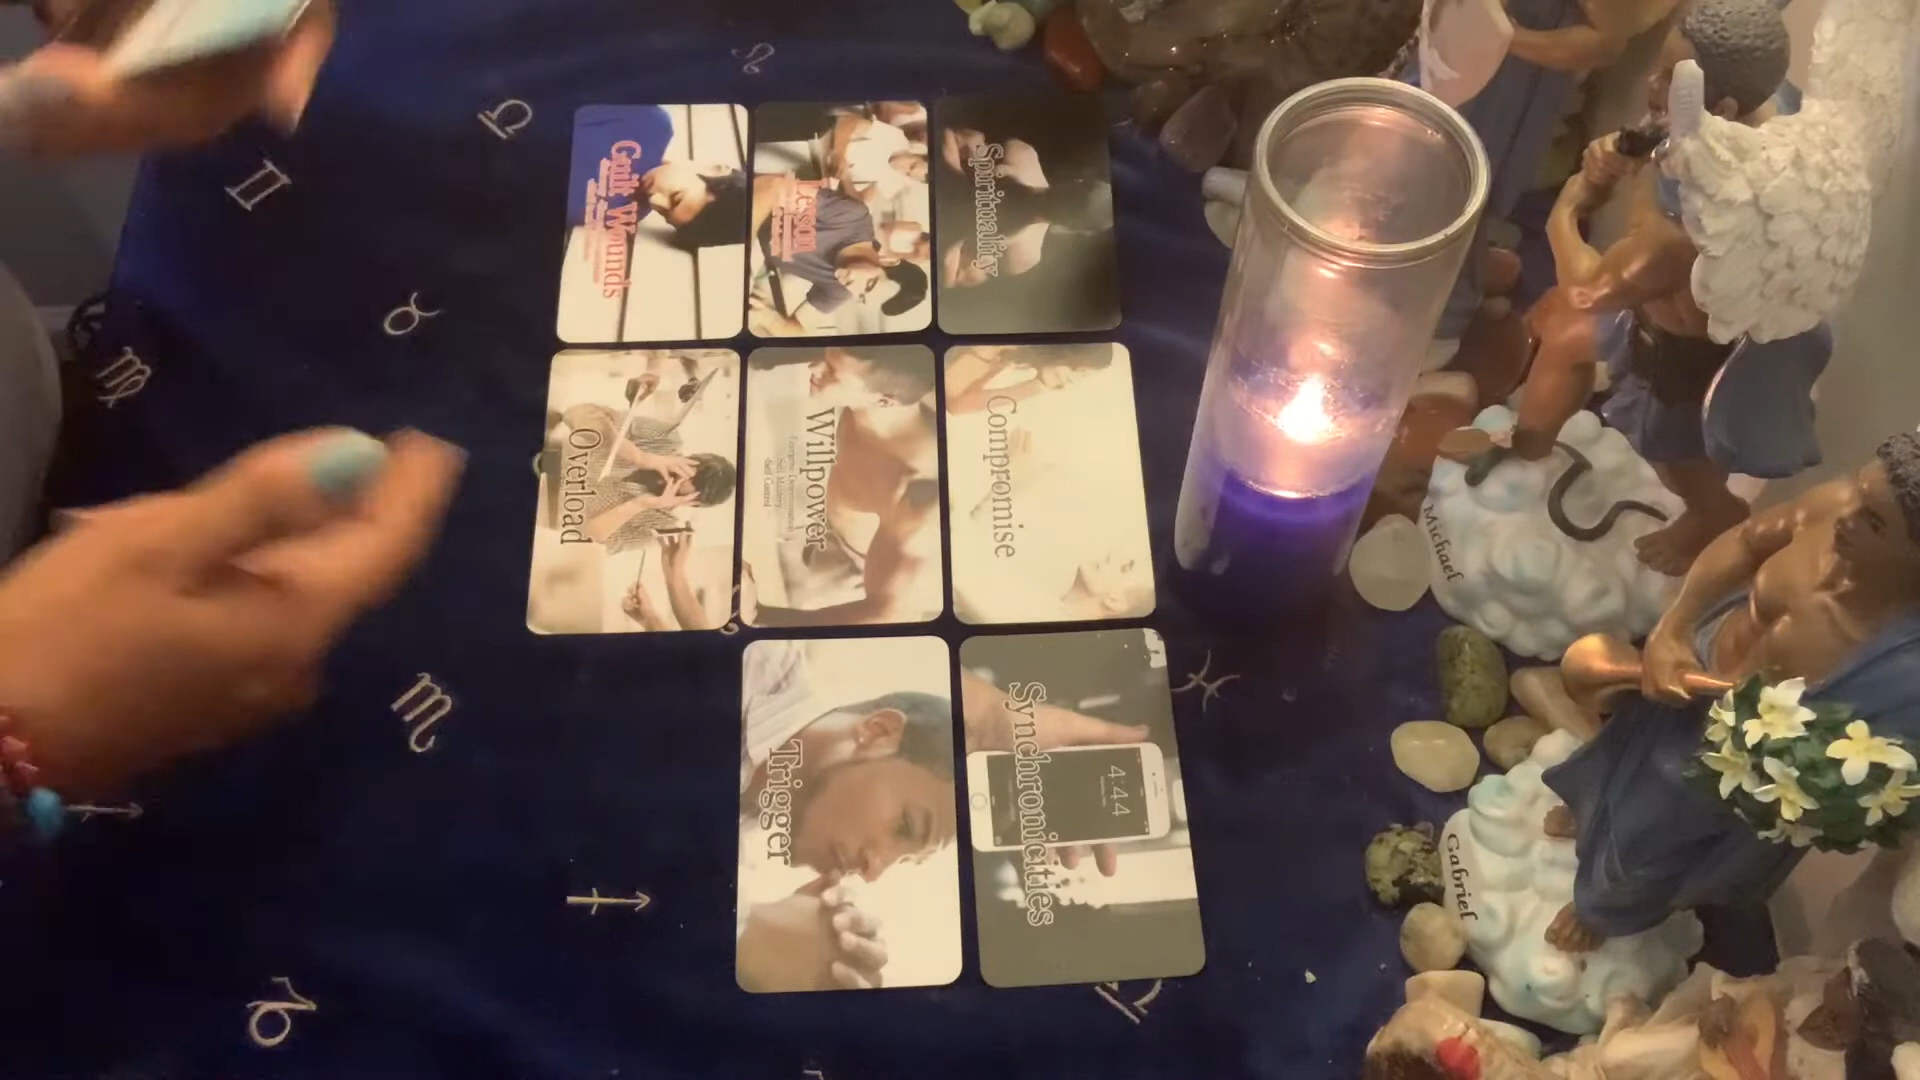 Guilt Wounds
Lesson
Spirituality
Overload
Willpower
Self Mastery
Self Control
Compromise
Trigger
Synchronicities
4:44
Michael
Gabriel